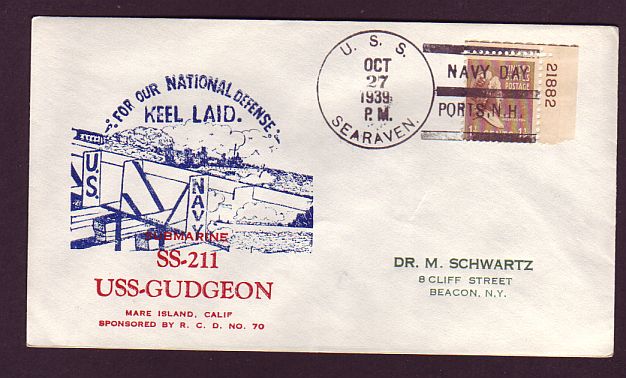 FOR OUR NATIONAL DEFENSE
KEEL LAID.
U.S.
NAVY
SUBMARINE
SS-211
USS-GUDGEON
MARE ISLAND, CALIF
SPONSORED BY R. C. D. NO. 70
U. S. S.
OCT
27
1939
P. M.
SEARAVEN.
NAVY DAY
PORTS. N.H.
POSTAGE
21882
DR. M. SCHWARTZ
8 CLIFF STREET
BEACON, N.Y.